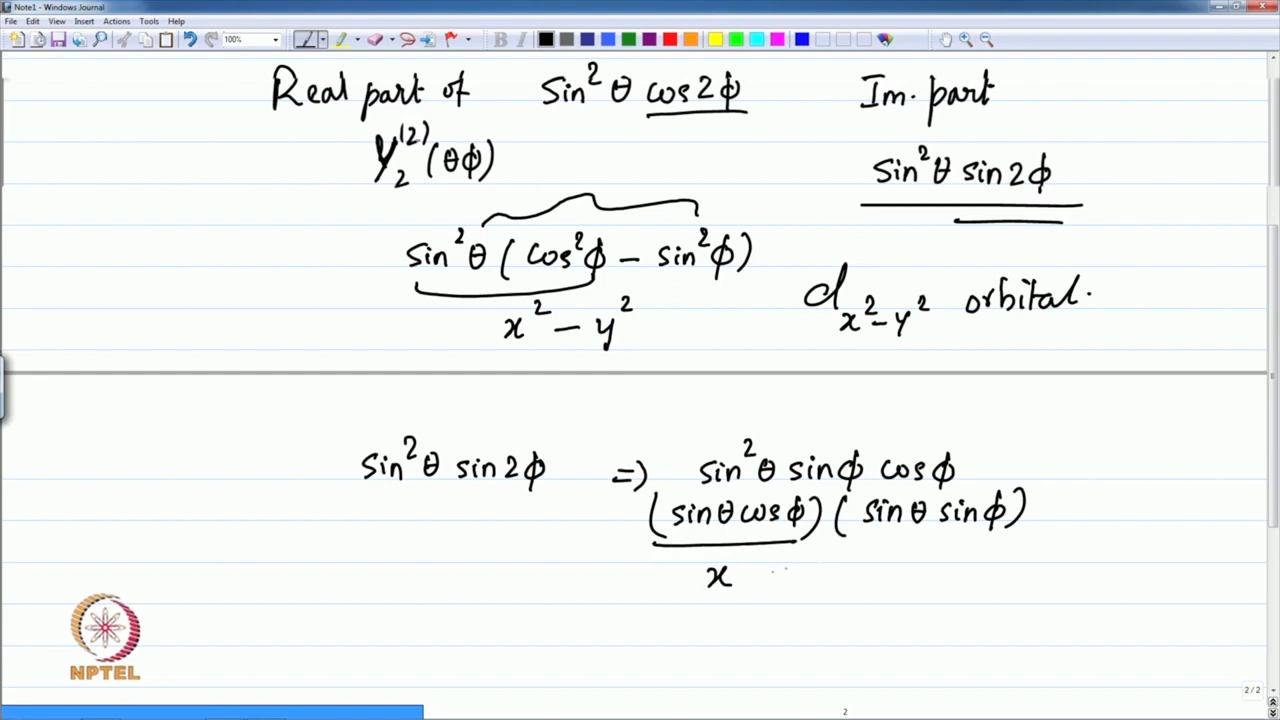 Note1 - Windows Journal
File Edit View Insert Actions Tools Help
100%
Real part of sin²θ cos2ϕ Im. part
Y₂⁽²⁾(θϕ)
sin²θ sin2ϕ
sin²θ (cos²ϕ – sin²ϕ)
x² – y²
d x²–y² orbital.
sin²θ sin2ϕ =) sin²θ sinϕ cosϕ
(sinθcosϕ)(sinθ sinϕ)
x
NPTEL
2/2
2